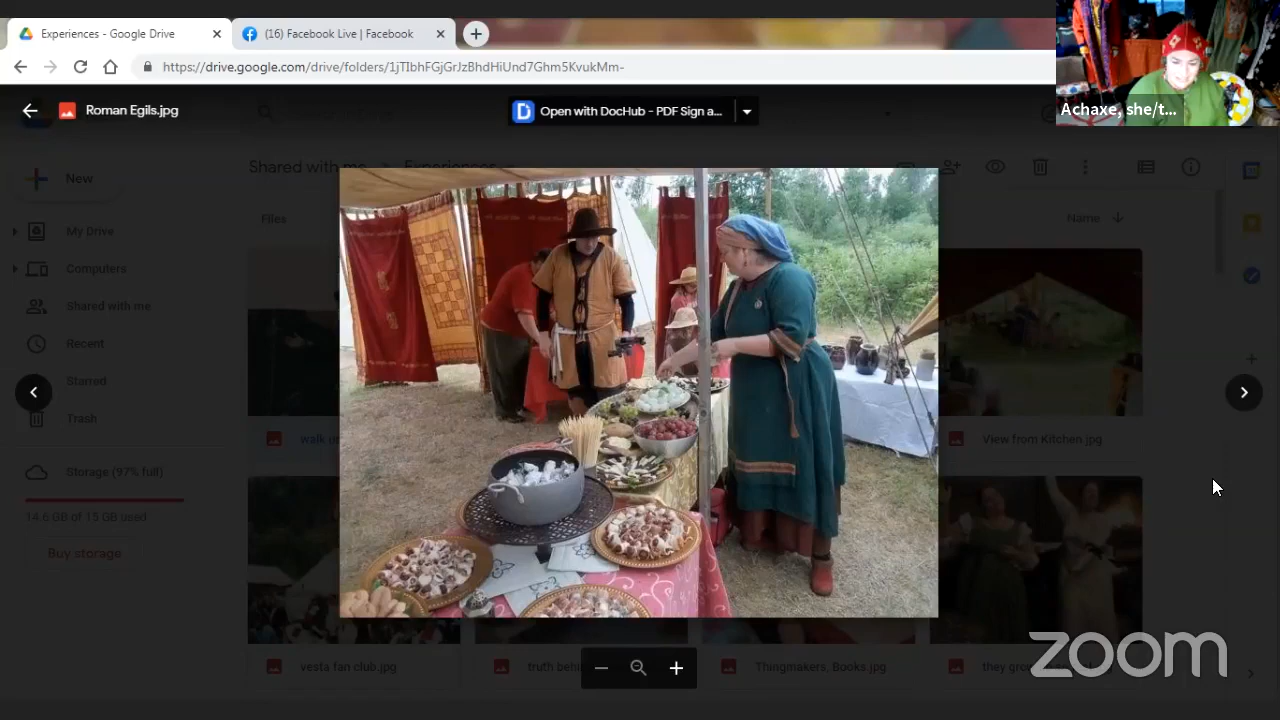 Experiences - Google Drive
(16) Facebook Live | Facebook
https://drive.google.com/drive/folders/1jTIbhFGjGrJzBhdHiUnd7Ghm5KvukMm-
Roman Egils.jpg
Open with DocHub - PDF Sign a...
Achaxe, she/t...
Shared with me
Experiences
New
Files
Name
My Drive
Computers
Shared with me
Recent
Starred
Trash
Storage (97% full)
14.6 GB of 15 GB used
Buy storage
View from Kitchen.jpg
vesta fan club.jpg
Thingmakers, Books.jpg
zoom